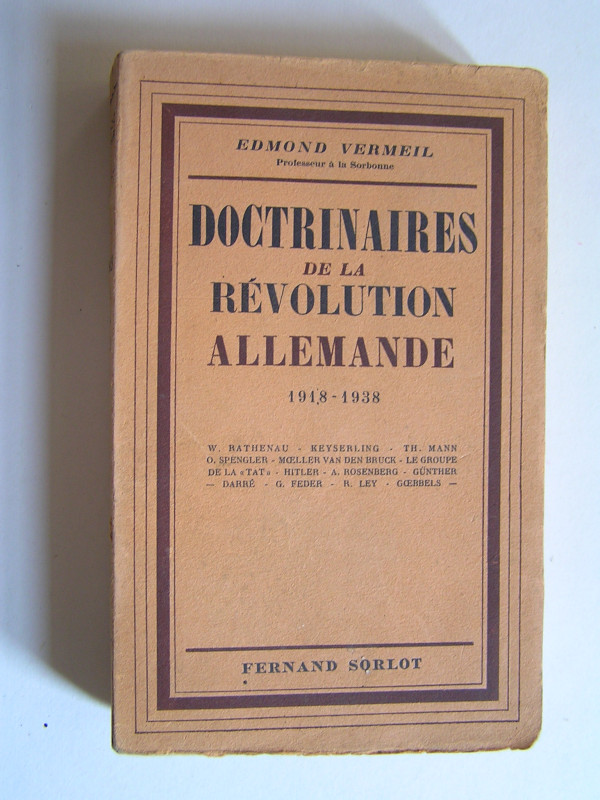 EDMOND VERMEIL
Professeur à la Sorbonne
DOCTRINAIRES
DE LA
RÉVOLUTION
ALLEMANDE
1918-1938
W. RATHENAU - KEYSERLING - TH. MANN
O. SPENGLER - MŒLLER VAN DEN BRUCK - LE GROUPE
DE LA «TAT» - HITLER - A. ROSENBERG - GÜNTHER
— DARRÉ - G. FEDER - R. LEY - GŒBBELS —
FERNAND SORLOT